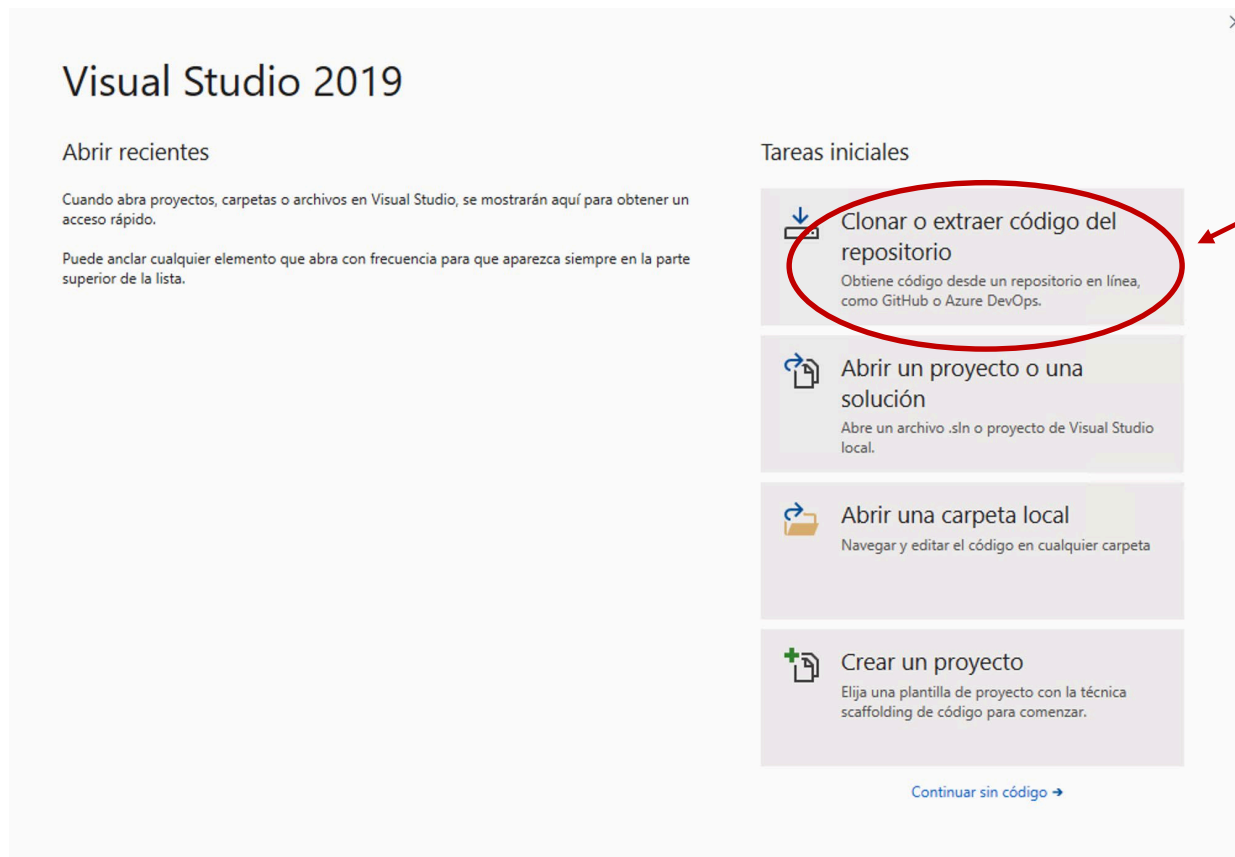 Visual Studio 2019
Abrir recientes
Cuando abra proyectos, carpetas o archivos en Visual Studio, se mostrarán aquí para obtener un
acceso rápido.
Puede anclar cualquier elemento que abra con frecuencia para que aparezca siempre en la parte
superior de la lista.
Tareas iniciales
Clonar o extraer código del
repositorio
Obtiene código desde un repositorio en línea,
como GitHub o Azure DevOps.
Abrir un proyecto o una
solución
Abre un archivo .sln o proyecto de Visual Studio
local.
Abrir una carpeta local
Navegar y editar el código en cualquier carpeta
Crear un proyecto
Elija una plantilla de proyecto con la técnica
scaffolding de código para comenzar.
Continuar sin código →